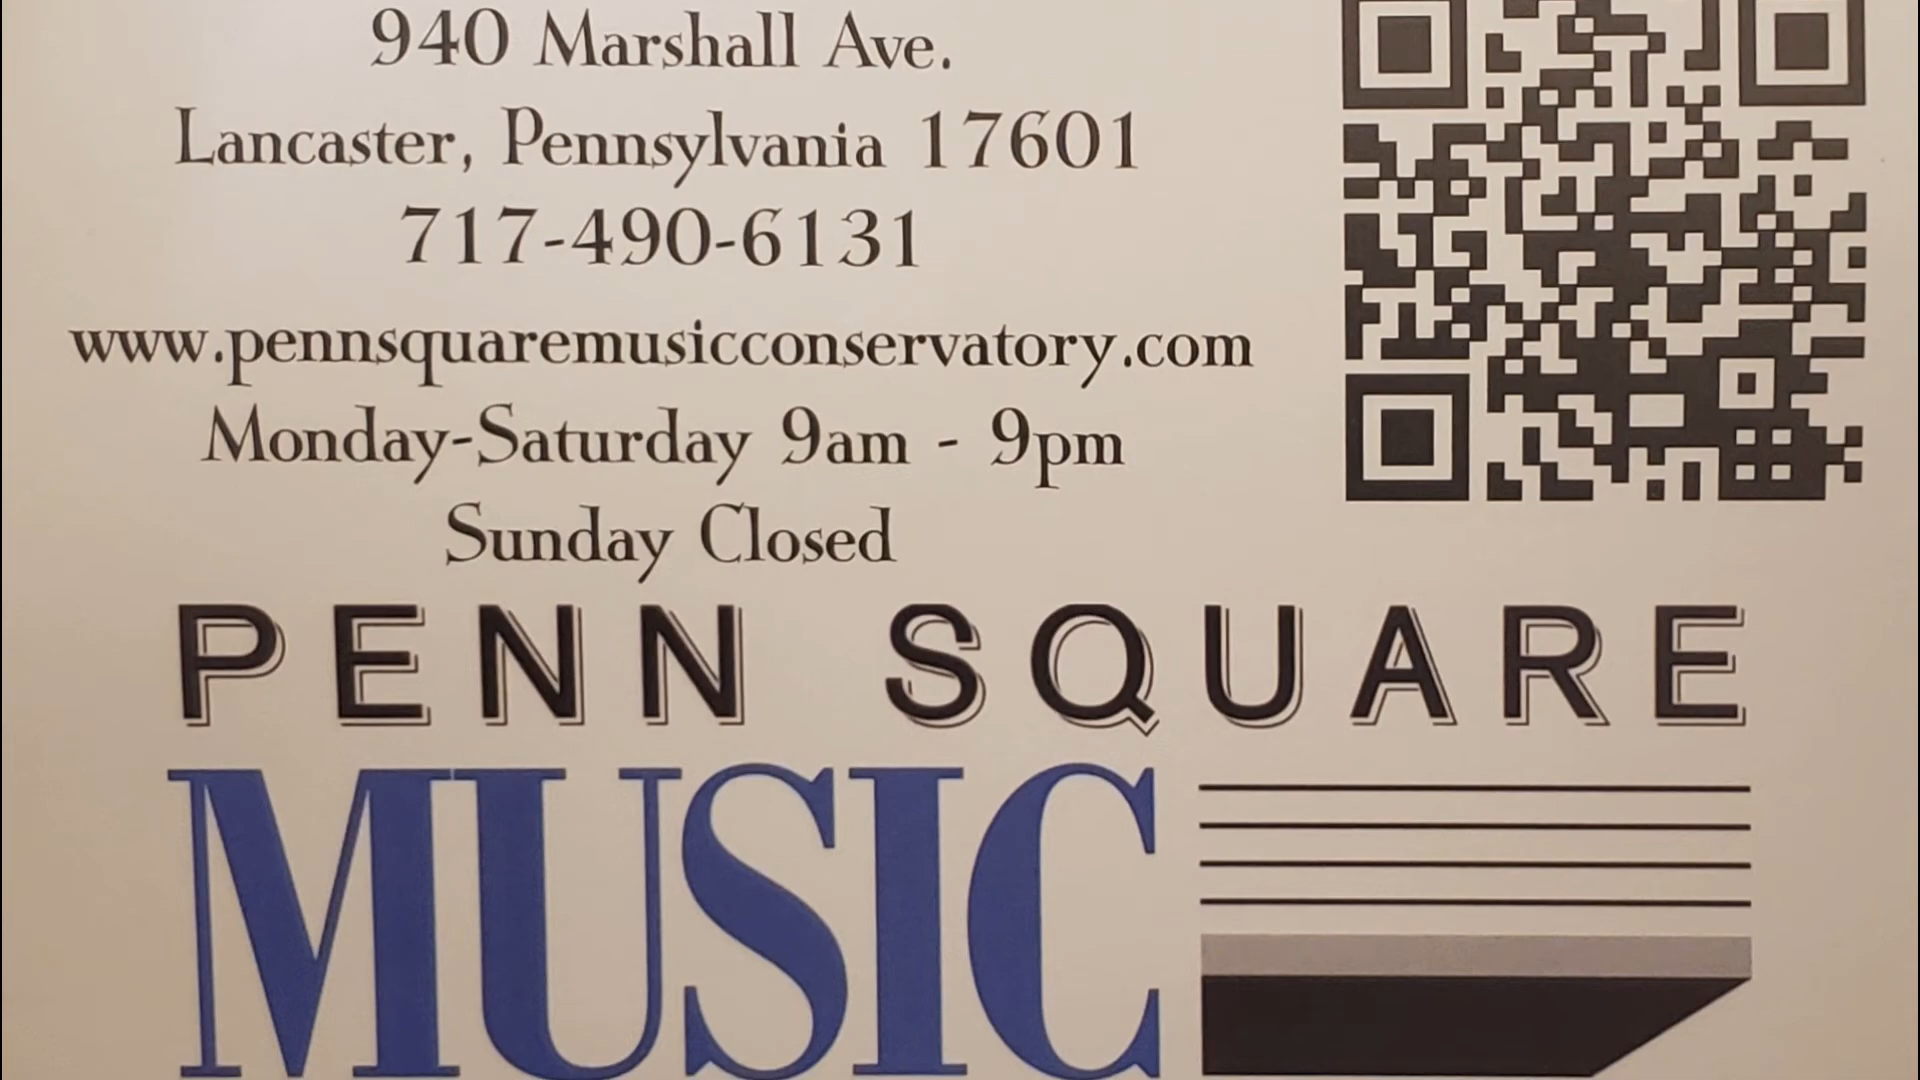 940 Marshall Ave.
Lancaster, Pennsylvania 17601
717-490-6131
www.pennsquaremusicconservatory.com
Monday-Saturday 9am - 9pm
Sunday Closed
PENN SQUARE
MUSIC